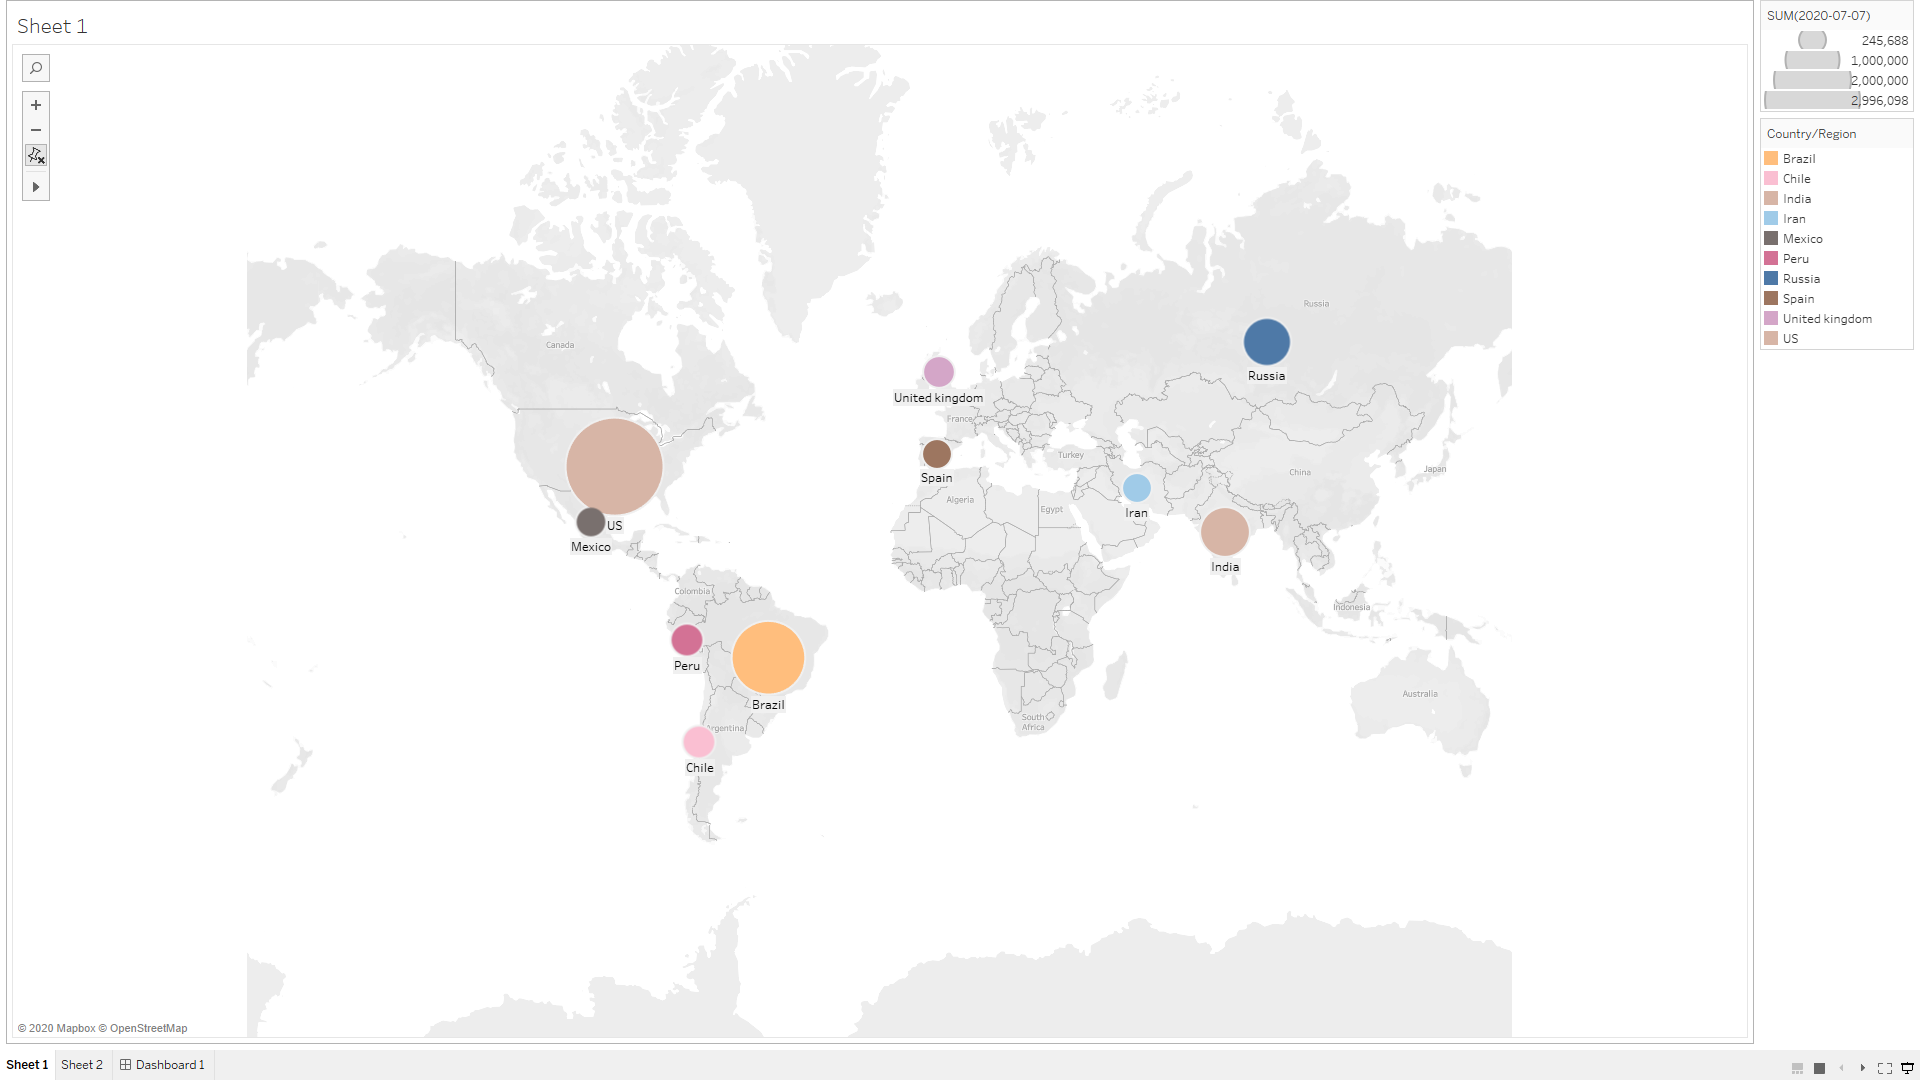 Sheet 1
SUM(2020-07-07)
245,688
1,000,000
2,000,000
2,996,098
Country/Region
Brazil
Chile
India
Iran
Mexico
Peru
Russia
Spain
United kingdom
US
Russia
Canada
Russia
United kingdom
France
Turkey
Spain
China
Japan
Algeria
Egypt
Iran
US
Mexico
India
Colombia
Indonesia
Peru
Australia
Brazil
South
Africa
Argentina
Chile
© 2020 Mapbox © OpenStreetMap
Sheet 1
Sheet 2
Dashboard 1